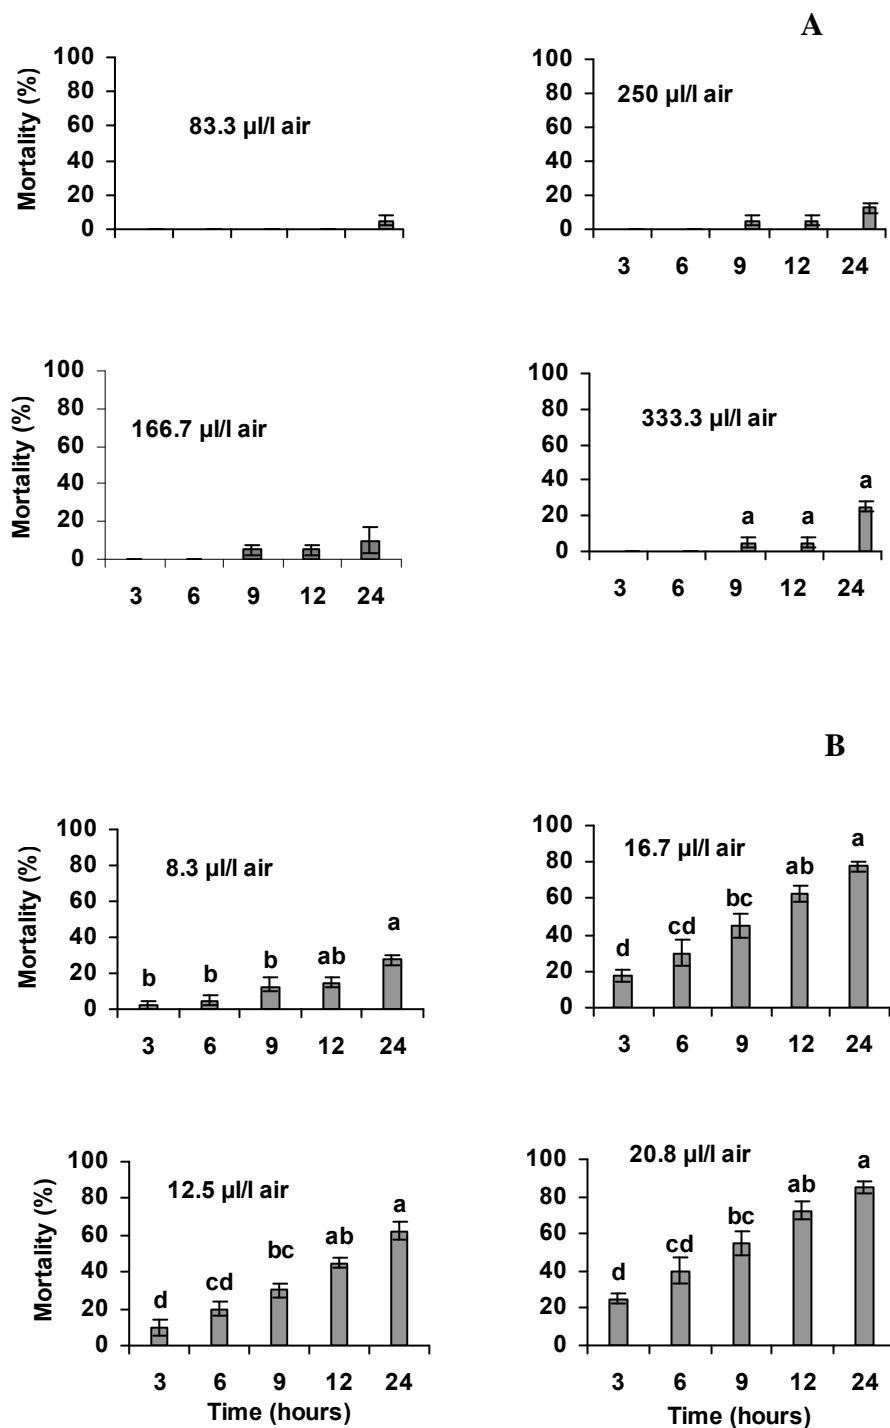 A
Mortality (%)
100
80
60
40
20
0
83.3 µl/l air
100
80
60
40
20
0
250 µl/l air
3 6 9 12 24
Mortality (%)
100
80
60
40
20
0
166.7 µl/l air
3 6 9 12 24
100
80
60
40
20
0
333.3 µl/l air
a a a
3 6 9 12 24
B
Mortality (%)
100
80
60
40
20
0
8.3 µl/l air
b b b ab a
3 6 9 12 24
100
80
60
40
20
0
16.7 µl/l air
d cd bc ab a
3 6 9 12 24
Mortality (%)
100
80
60
40
20
0
12.5 µl/l air
d cd bc ab a
3 6 9 12 24
Time (hours)
100
80
60
40
20
0
20.8 µl/l air
d cd bc ab a
3 6 9 12 24
Time (hours)